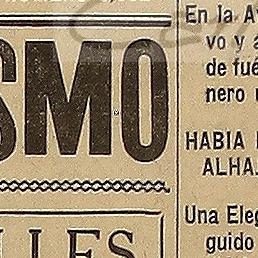 SMO
LLES
En la A
vo y a
de fué
nero
HABIA
ALHA
Una Eleg
guido